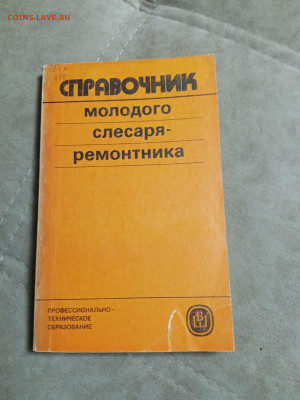 COINS.LAVE.RU
СПРАВОЧНИК
МОЛОДОГО
СЛЕСАРЯ-
РЕМОНТНИКА
ПРОФЕССИОНАЛЬНО-
ТЕХНИЧЕСКОЕ
ОБРАЗОВАНИЕ